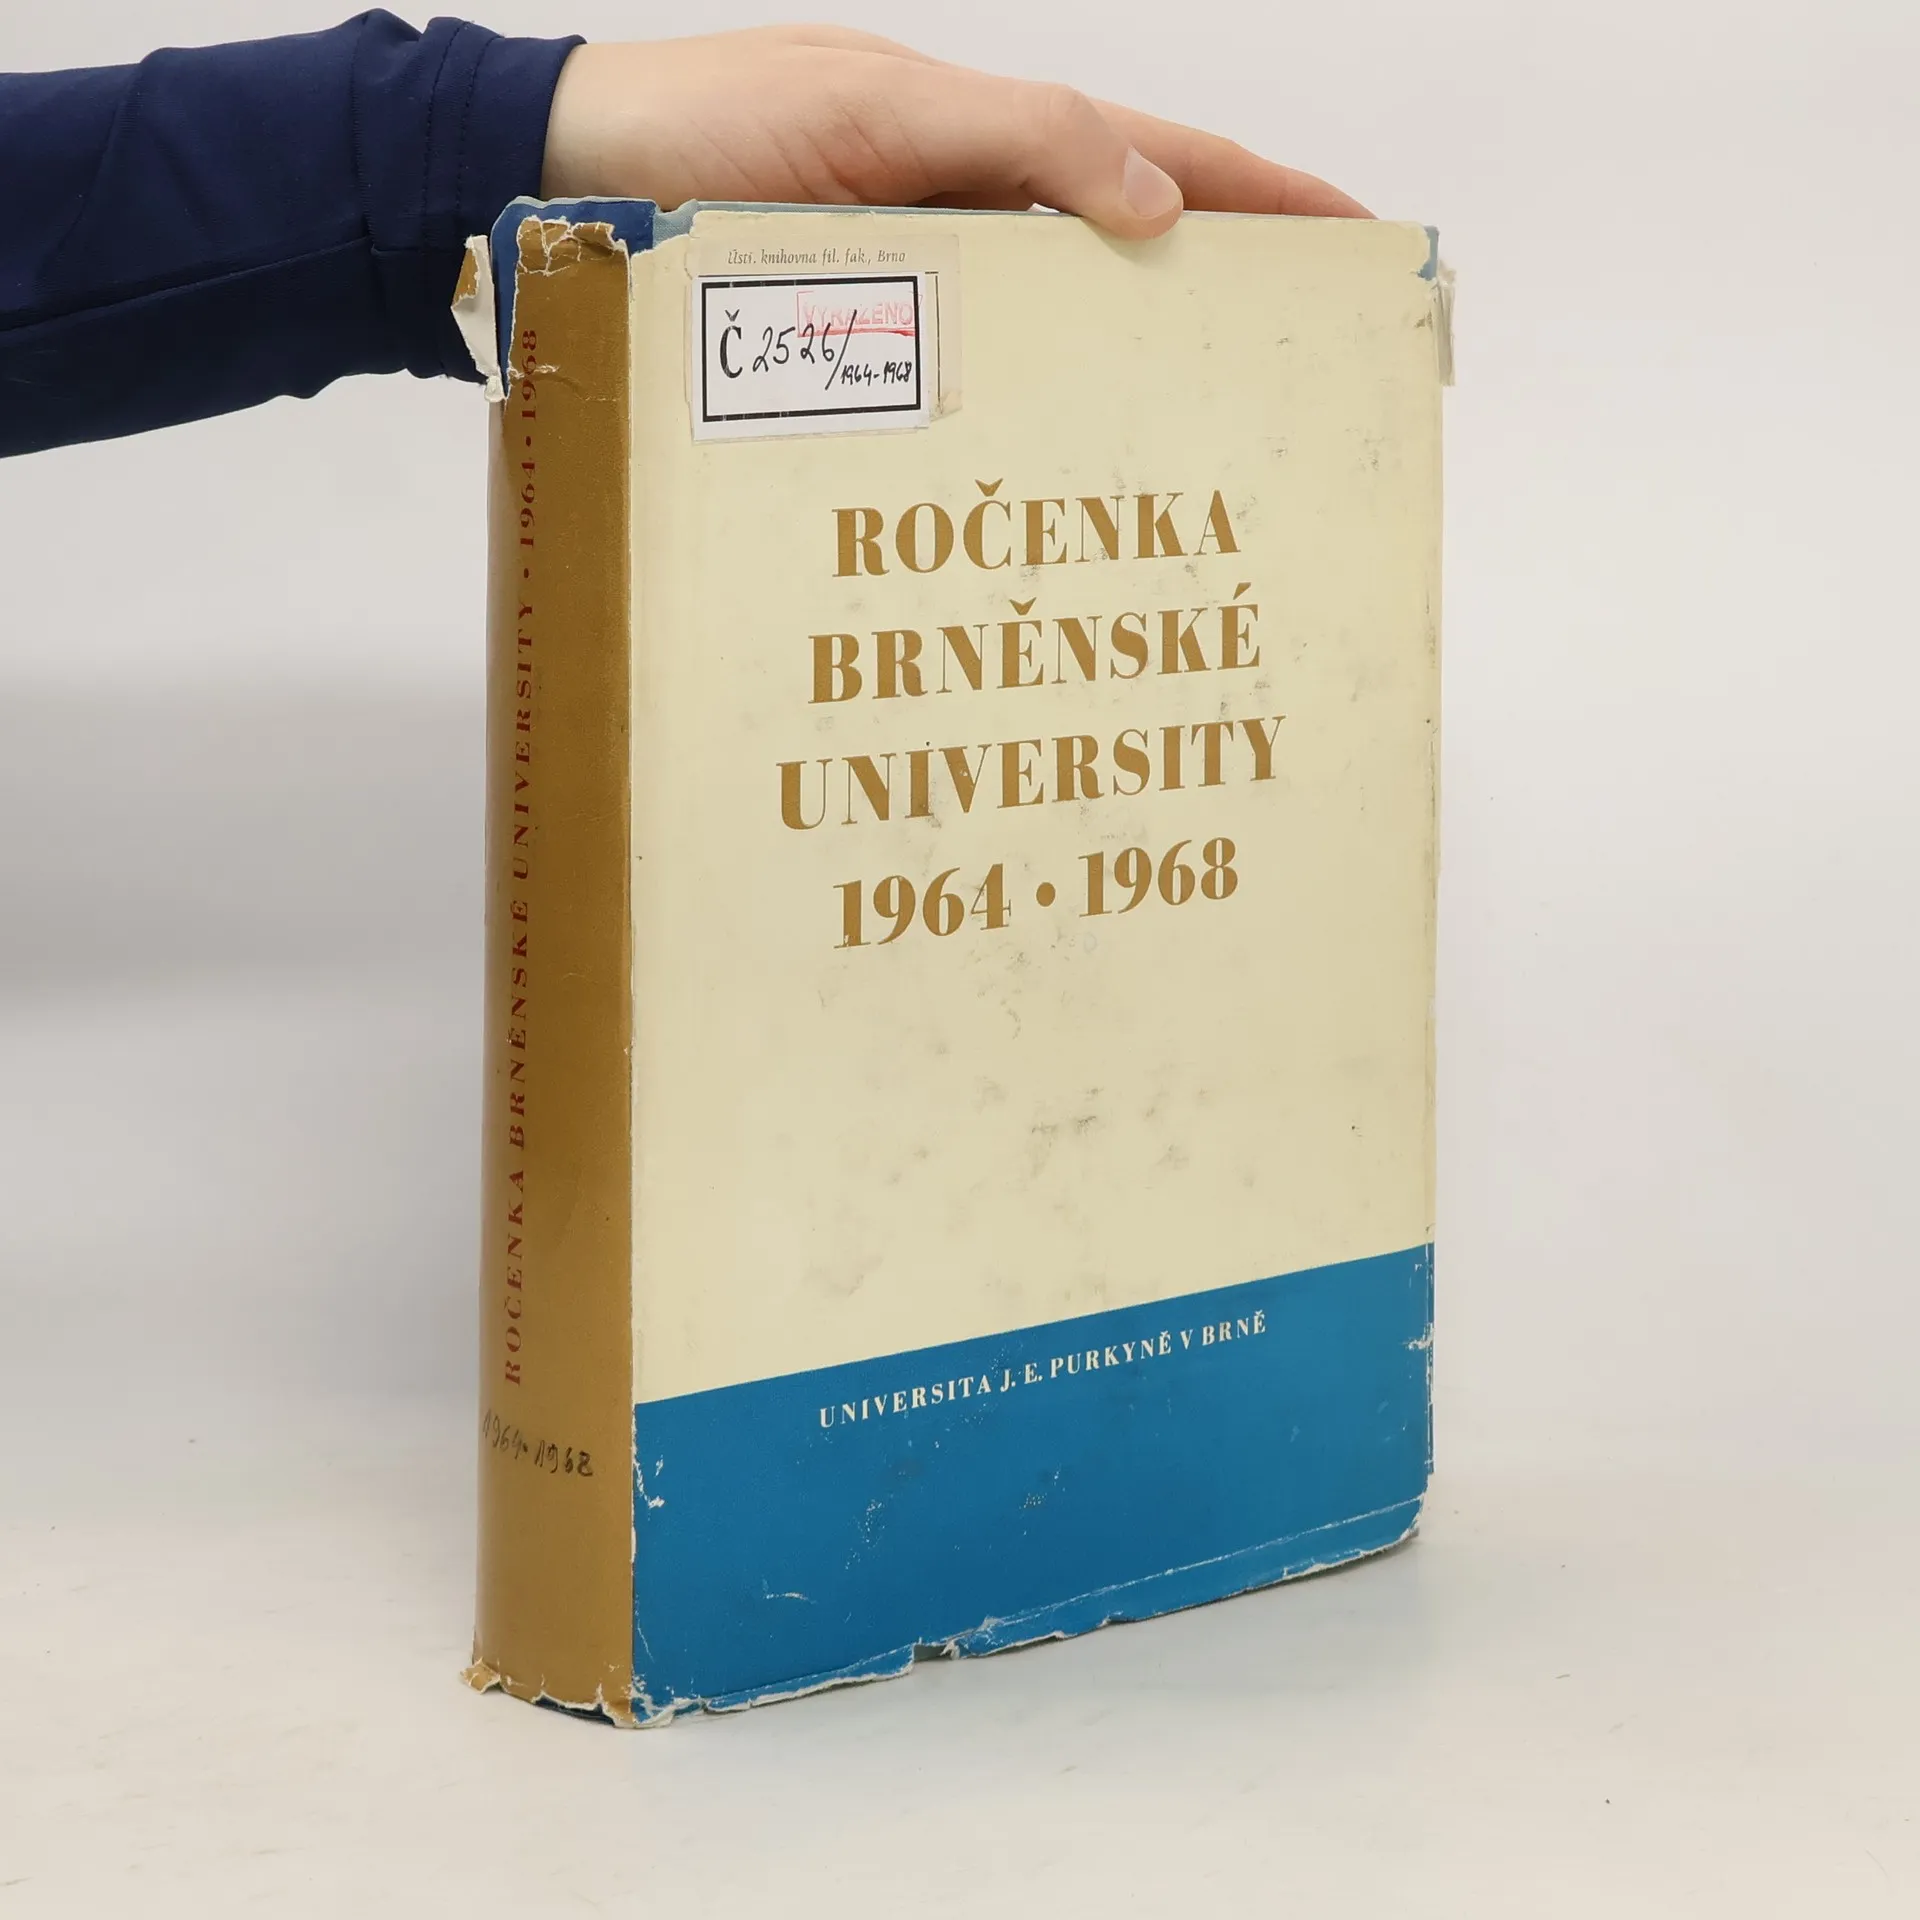 Ústř. knihovna fil. fak., Brno
VYŘAZENO
Č 2526/1964-1968
ROČENKA
BRNĚNSKÉ
UNIVERSITY
1964 • 1968
UNIVERSITA J. E. PURKYNĚ V BRNĚ
ROČENKA BRNĚNSKÉ UNIVERSITY • 1964 • 1968
1964-1968